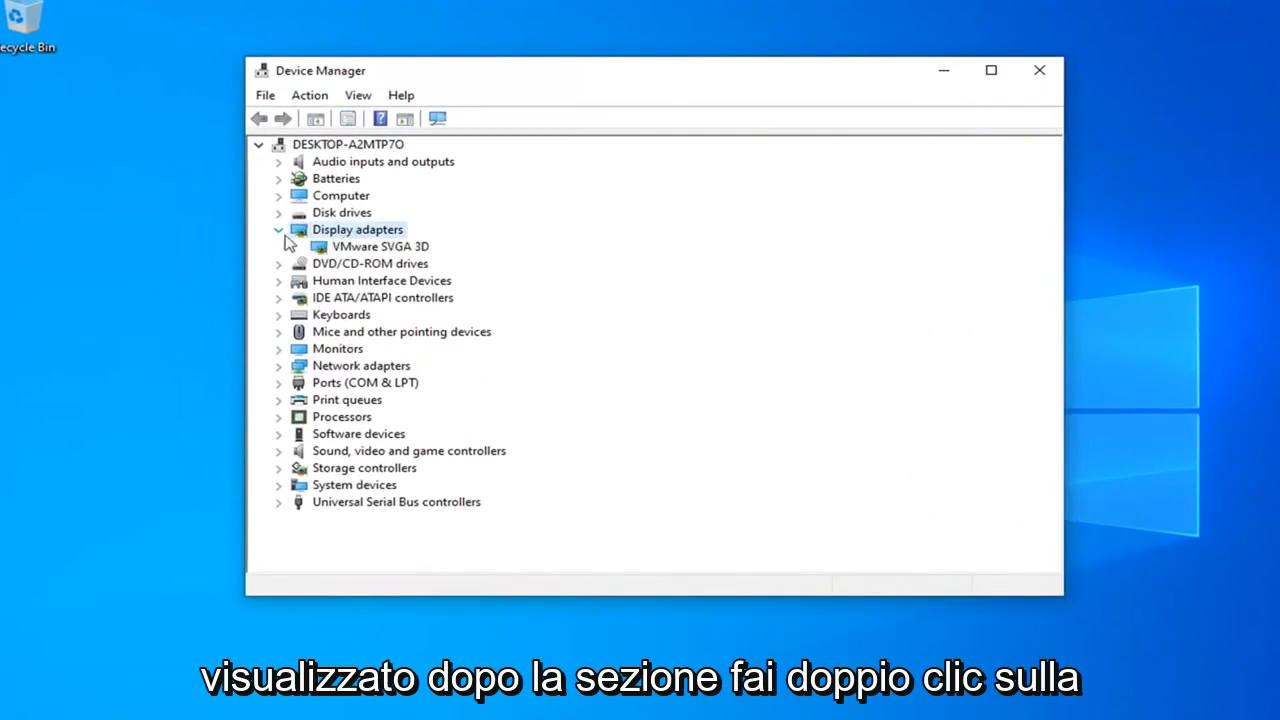 ecycle Bin
Device Manager
File Action View Help
DESKTOP-A2MTP7O
Audio inputs and outputs
Batteries
Computer
Disk drives
Display adapters
VMware SVGA 3D
DVD/CD-ROM drives
Human Interface Devices
IDE ATA/ATAPI controllers
Keyboards
Mice and other pointing devices
Monitors
Network adapters
Ports (COM & LPT)
Print queues
Processors
Software devices
Sound, video and game controllers
Storage controllers
System devices
Universal Serial Bus controllers
visualizzato dopo la sezione fai doppio clic sulla